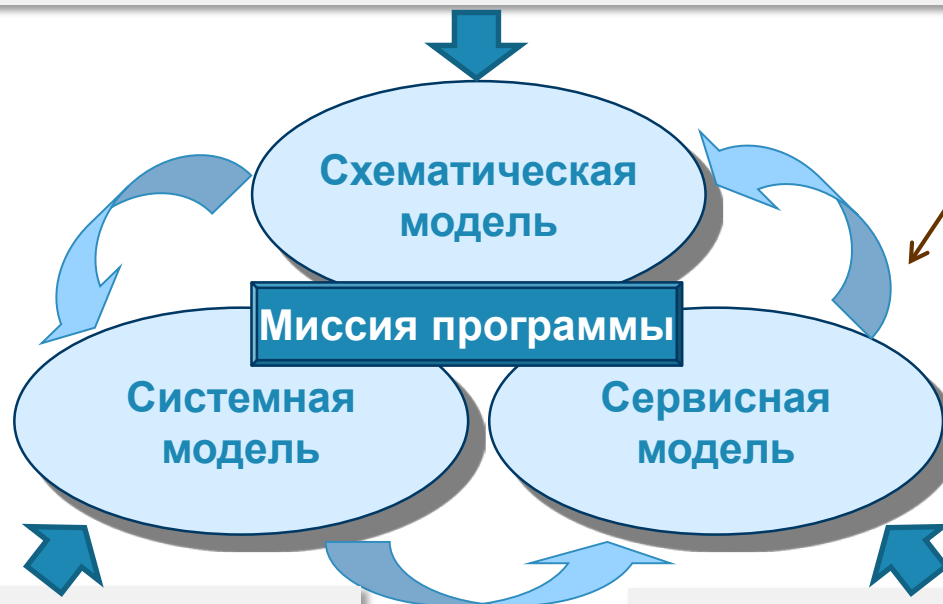 Схематическая
модель
Миссия программы
Системная
модель
Сервисная
модель